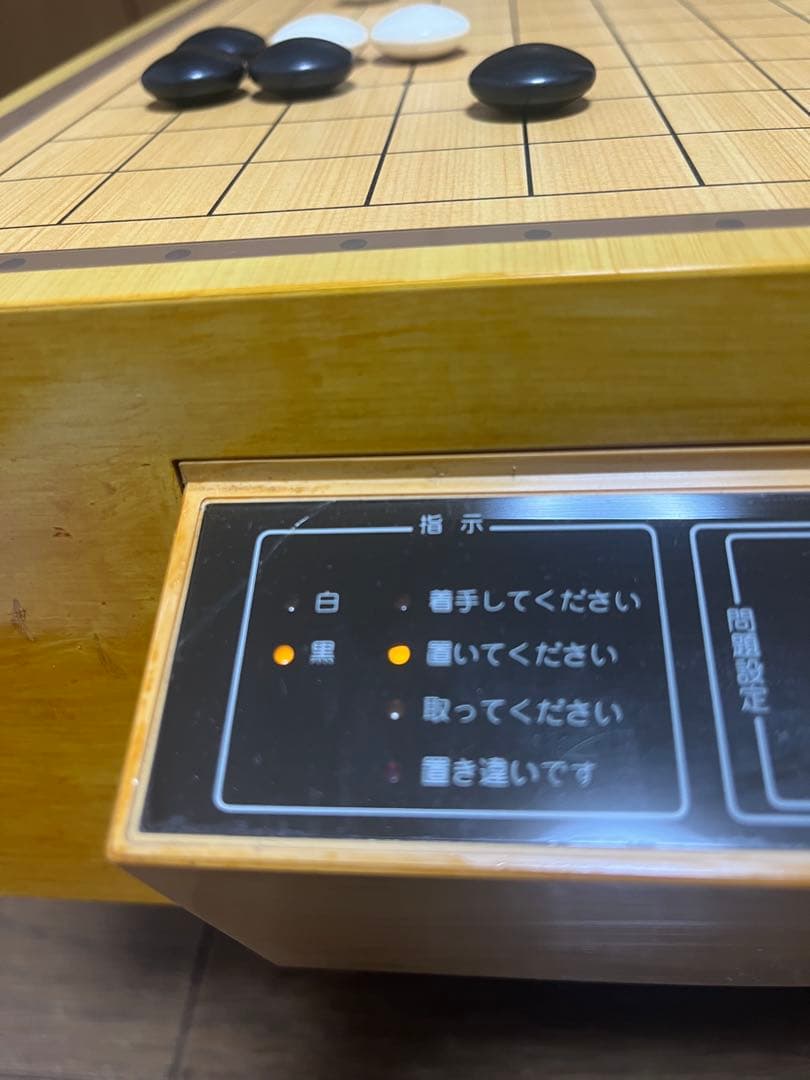 指示
白 着手してください
黒 置いてください
取ってください
置き違いです
問題設定